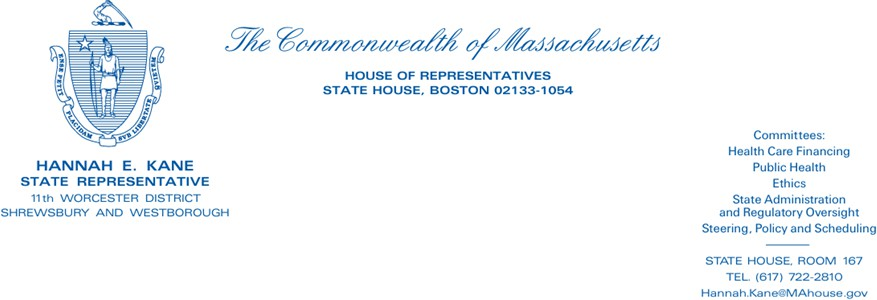 The Commonwealth of Massachusetts
HOUSE OF REPRESENTATIVES
STATE HOUSE, BOSTON 02133-1054
ENSE PETIT
PLACIDAM
SVB LIBERTATE
QVIETEM
HANNAH E. KANE
STATE REPRESENTATIVE
11th WORCESTER DISTRICT
SHREWSBURY AND WESTBOROUGH
Committees:
Health Care Financing
Public Health
Ethics
State Administration
and Regulatory Oversight
Steering, Policy and Scheduling
STATE HOUSE, ROOM 167
TEL. (617) 722-2810
Hannah.Kane@MAhouse.gov